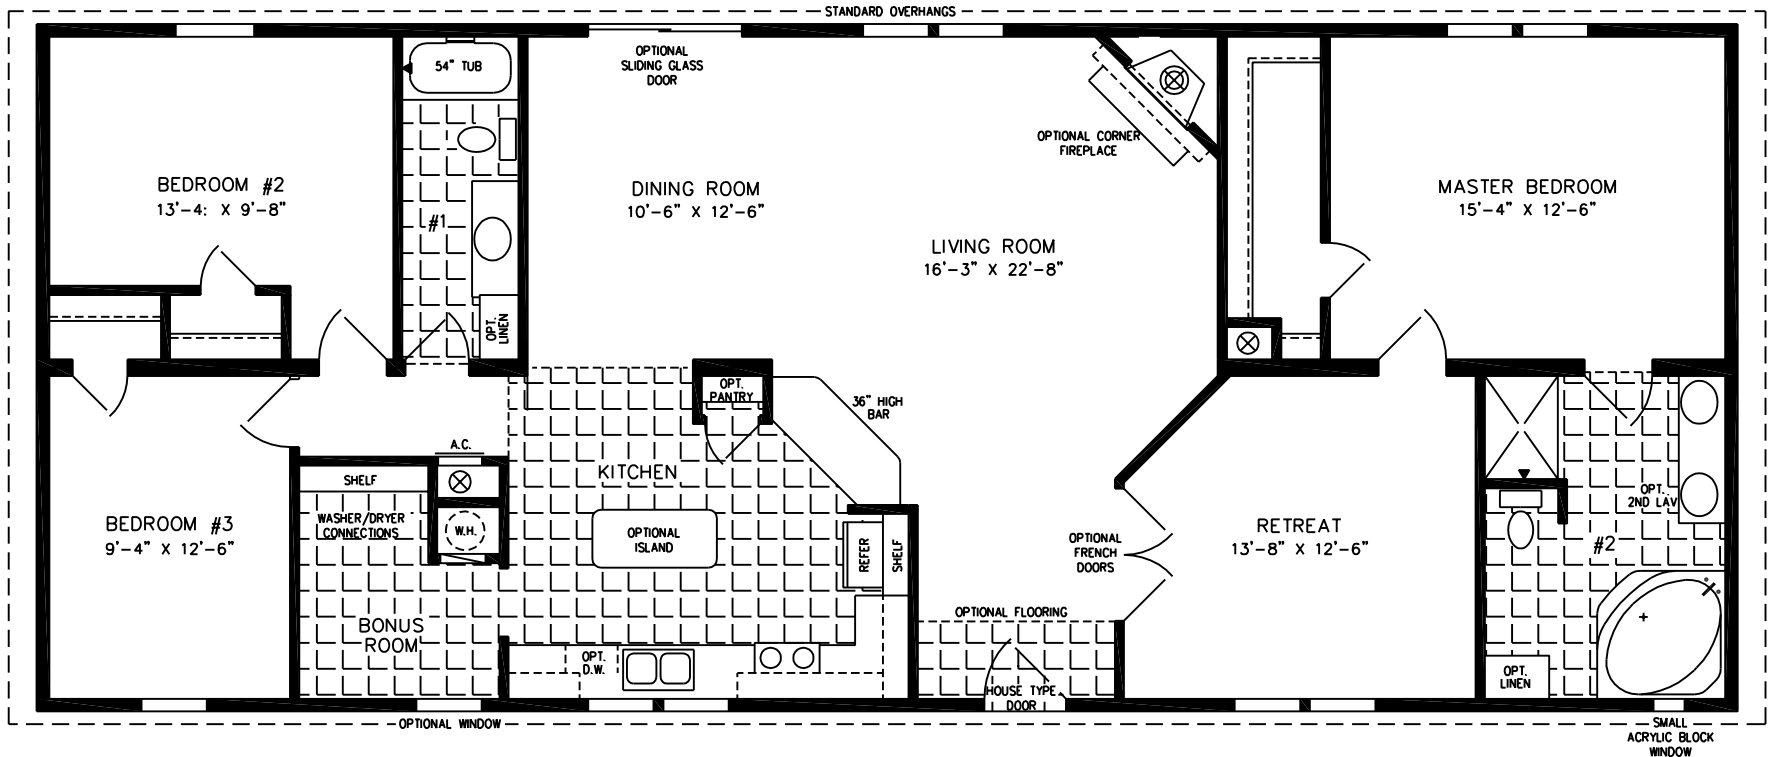 STANDARD OVERHANGS
54" TUB
OPTIONAL
SLIDING GLASS
DOOR
OPTIONAL CORNER
FIREPLACE
BEDROOM #2
13'-4: X 9'-8"
#1
DINING ROOM
10'-6" X 12'-6"
LIVING ROOM
16'-3" X 22'-8"
MASTER BEDROOM
15'-4" X 12'-6"
OPT.
LINEN
OPT.
PANTRY
36" HIGH
BAR
A.C.
SHELF
KITCHEN
WASHER/DRYER
CONNECTIONS
W.H.
OPTIONAL
ISLAND
REFER
SHELF
BEDROOM #3
9'-4" X 12'-6"
OPTIONAL
FRENCH
DOORS
RETREAT
13'-8" X 12'-6"
OPT.
2ND LAV
#2
BONUS
ROOM
OPTIONAL FLOORING
OPT.
D.W.
HOUSE TYPE
DOOR
OPT.
LINEN
OPTIONAL WINDOW
SMALL
ACRYLIC BLOCK
WINDOW